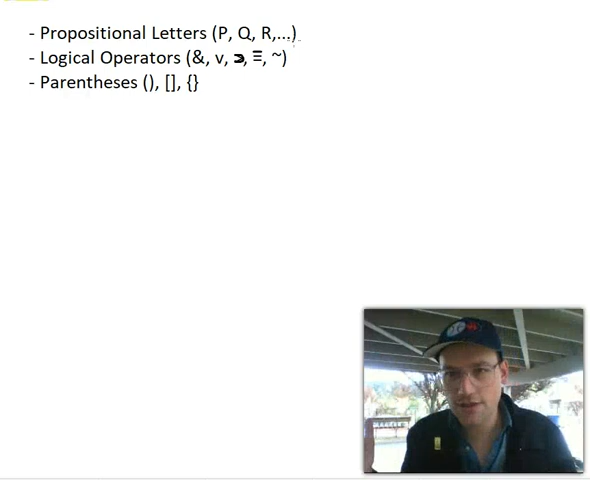 - Propositional Letters (P, Q, R,...)
- Logical Operators (&, v, ⊃, Ξ, ~)
- Parentheses (), [], {}